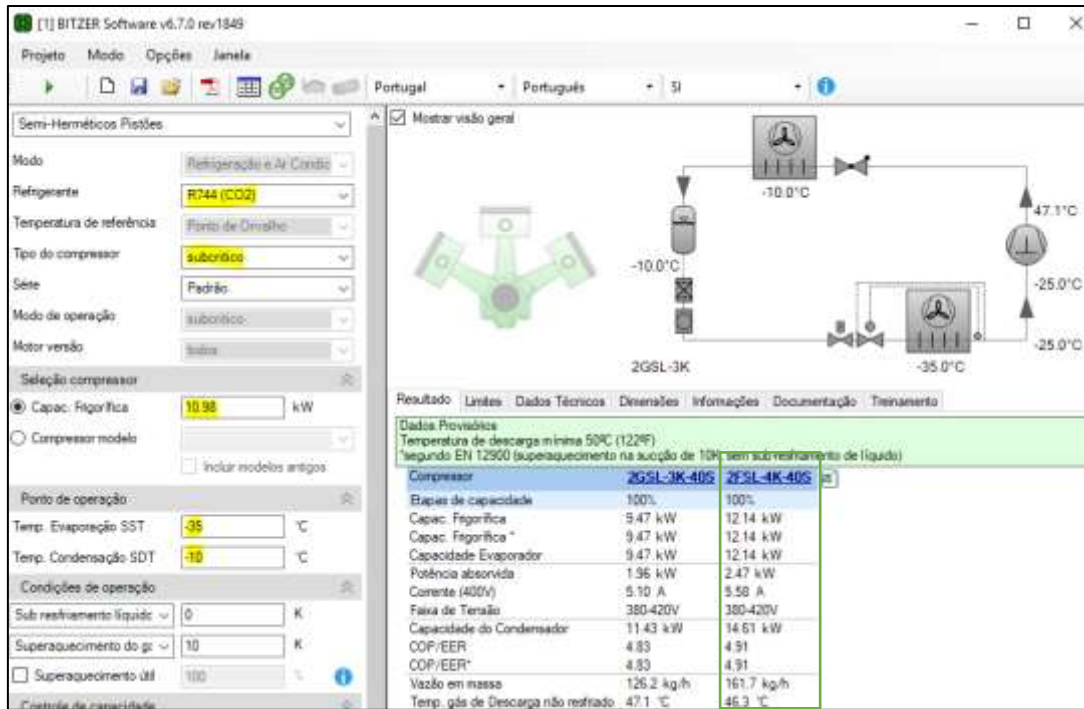 [1] BITZER Software v6.7.0 rev1849
Projeto Modo Opções Janela
Portugal Português SI
Semi-Herméticos Pistões
Modo Refrigeração e Ar Condic
Refrigerante R744 (CO2)
Temperatura de referência Ponto de Orvalho
Tipo do compressor subcrítico
Série Padrão
Modo de operação subcrítico
Motor versão todos
Seleção compressor
Capac. Frigorífica 10.98 kW
Compressor modelo
Incluir modelos antigos
Ponto de operação
Temp. Evaporação SST -35 °C
Temp. Condensação SDT -10 °C
Condições de operação
Sub resfriamento líquido 0 K
Superaquecimento do gá 10 K
Superaquecimento útil 100 %
Controle de capacidade
Mostrar visão geral
-10.0°C
47.1°C
-10.0°C
-25.0°C
-25.0°C
2GSL-3K
-35.0°C
Resultado Limites Dados Técnicos Dimensões Informações Documentação Treinamento
Dados Provisórios
Temperatura de descarga mínima 50ºC (122ºF)
*segundo EN 12900 (superaquecimento na sucção de 10K, sem sub resfriamento de líquido)
Compressor 2GSL-3K-40S 2FSL-4K-40S
Etapas de capacidade 100% 100%
Capac. Frigorífica 9.47 kW 12.14 kW
Capac. Frigorífica * 9.47 kW 12.14 kW
Capacidade Evaporador 9.47 kW 12.14 kW
Potência absorvida 1.96 kW 2.47 kW
Corrente (400V) 5.10 A 5.58 A
Faixa de Tensão 380-420V 380-420V
Capacidade do Condensador 11.43 kW 14.61 kW
COP/EER 4.83 4.91
COP/EER* 4.83 4.91
Vazão em massa 126.2 kg/h 161.7 kg/h
Temp. gás de Descarga não resfriado 47.1 °C 46.3 °C